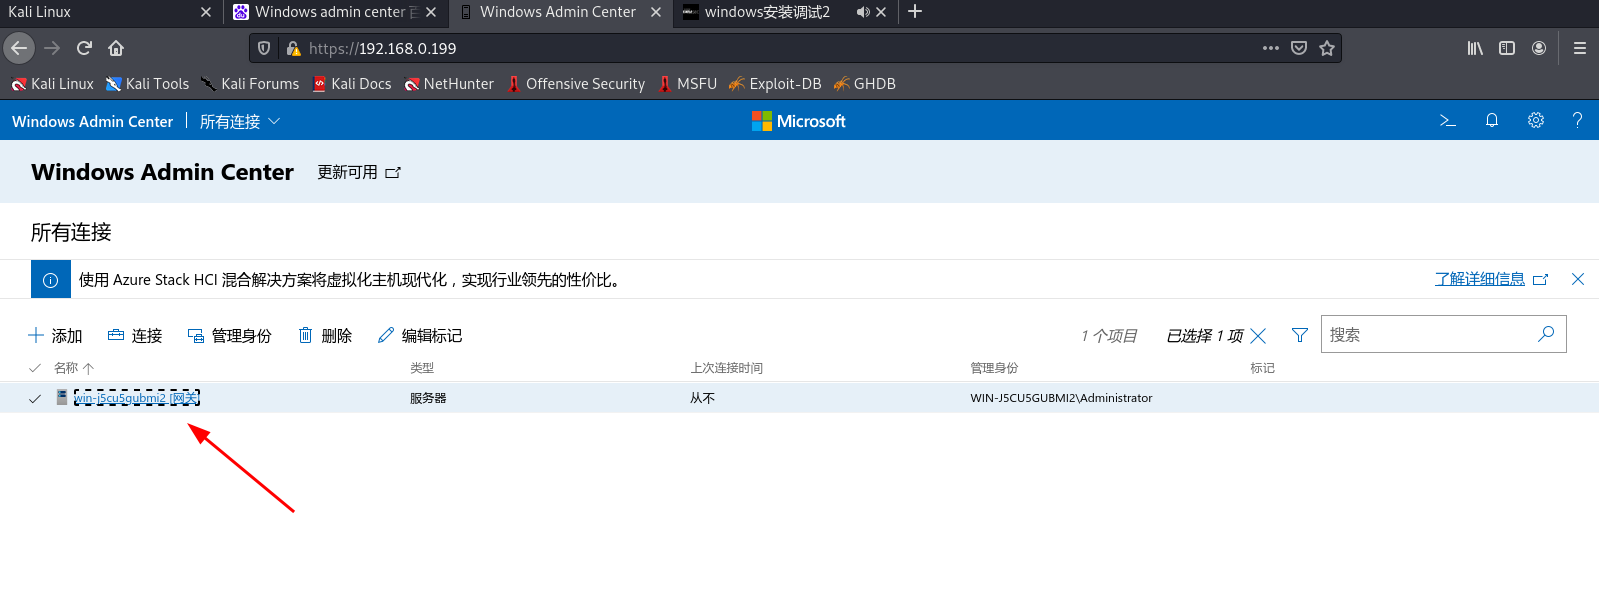 Kali Linux
Windows admin center 百
Windows Admin Center
windows安装调试2
https://192.168.0.199
Kali Linux
Kali Tools
Kali Forums
Kali Docs
NetHunter
Offensive Security
MSFU
Exploit-DB
GHDB
Windows Admin Center
所有连接
Microsoft
Windows Admin Center
更新可用
所有连接
使用 Azure Stack HCI 混合解决方案将虚拟化主机现代化，实现行业领先的性价比。
了解详细信息
添加
连接
管理身份
删除
编辑标记
1 个项目
已选择 1 项
搜索
名称
类型
上次连接时间
管理身份
标记
win-j5cu5gubmi2 [网关]
服务器
从不
WIN-J5CU5GUBMI2\Administrator